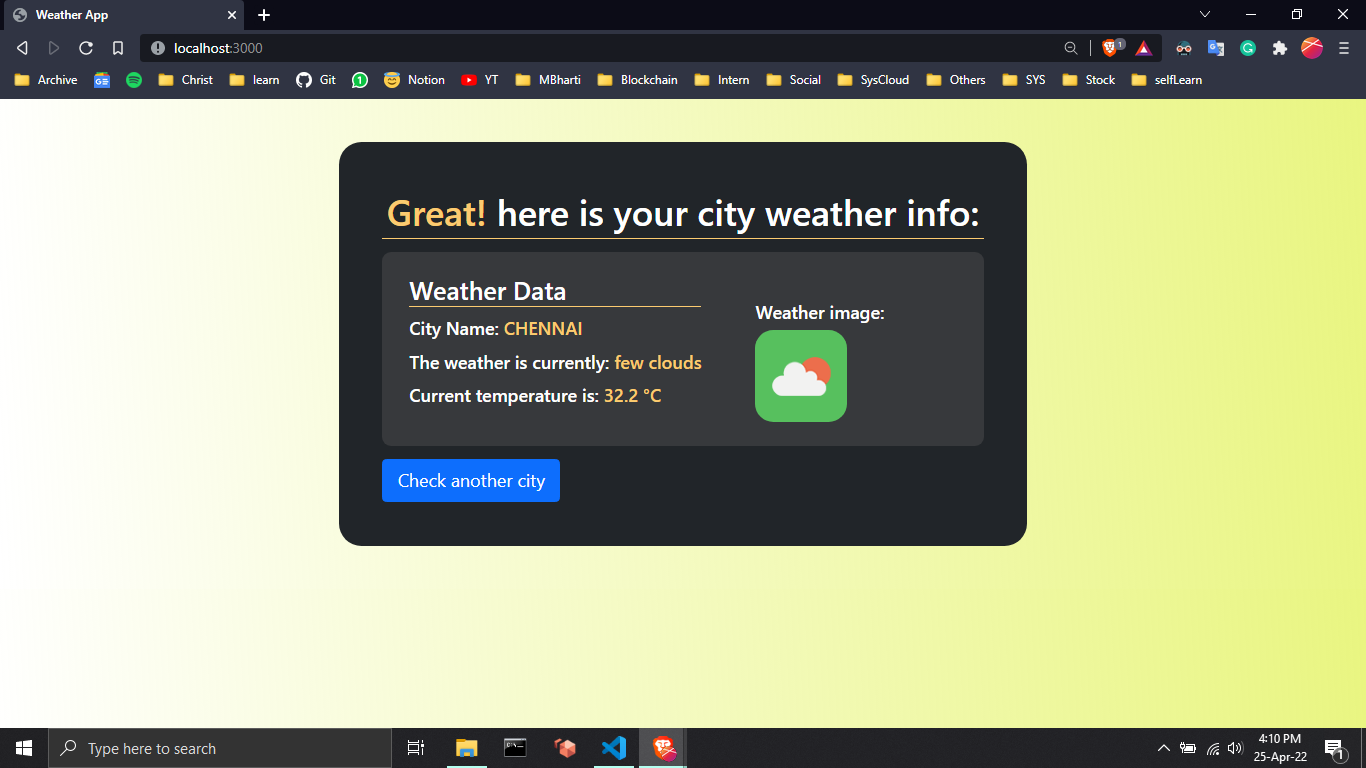 Weather App
localhost:3000
1
Archive
Christ
learn
Git
1
Notion
YT
MBharti
Blockchain
Intern
Social
SysCloud
Others
SYS
Stock
selfLearn
Great! here is your city weather info:
Weather Data
City Name: CHENNAI
The weather is currently: few clouds
Current temperature is: 32.2 °C
Weather image:
Check another city
Type here to search
4:10 PM
25-Apr-22
1